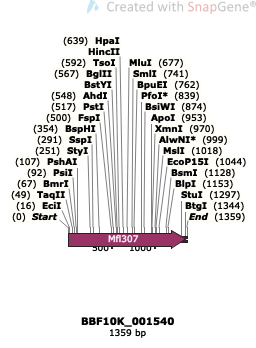 Created with SnapGene®
(639) HpaI
HincII
(592) TsoI MluI (677)
(567) BglII SmlI (741)
BstYI BpuEI (762)
(548) AhdI PfoI* (839)
(517) PstI BsiWI (874)
(500) FspI ApoI (953)
(354) BspHI XmnI (970)
(291) SspI AlwNI* (999)
(251) StyI MslI (1018)
(107) PshAI EcoP15I (1044)
(92) PsiI BsmI (1128)
(67) BmrI BlpI (1153)
(49) TaqII StuI (1297)
(16) EciI BtgI (1344)
(0) Start End (1359)
Mfl307
500 1000
BBF10K_001540
1359 bp